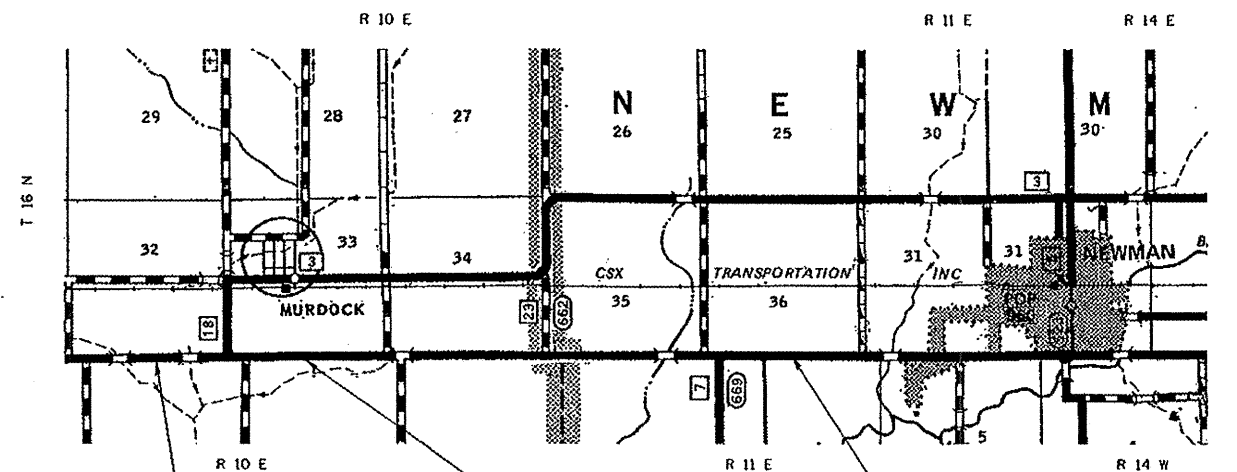 R 10 E R 11 E R 14 E
29 28 27 N E W M
26 25 30 30
T 16 N
3
32 33 34 31 31 NEWMAN
3
CSX TRANSPORTATION INC
35 36
MURDOCK
18 23 662
7 669
5
R 10 E R 11 E R 14 W